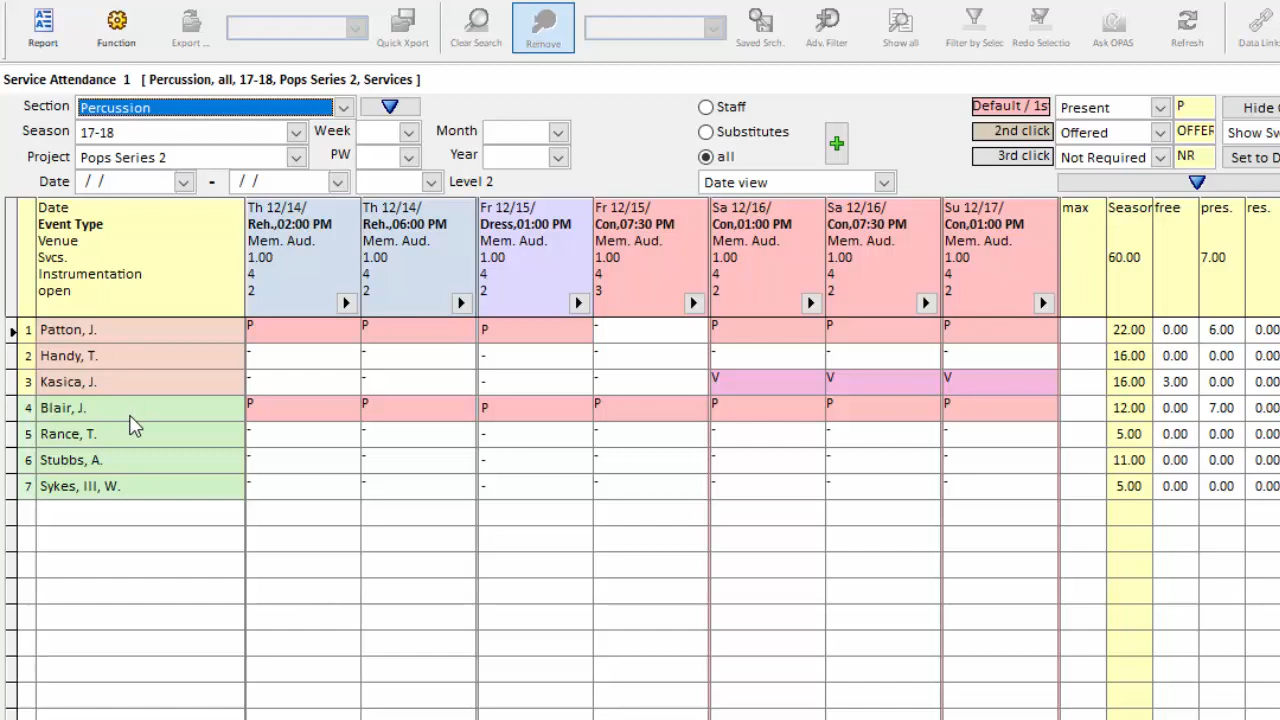 Report
Function
Export ...
Quick Xport
Clear Search
Remove
Saved Srch.
Adv. Filter
Show all
Filter by Selec
Redo Selectio
Ask OPAS
Refresh
Data Link
Service Attendance 1 [ Percussion, all, 17-18, Pops Series 2, Services ]
Section Percussion
Season 17-18 Week Month
Project Pops Series 2 PW Year
Date / / - / / Level 2
Staff
Substitutes
all
Date view
Default / 1st Present P Hide
2nd click Offered OFFER Show Sw
3rd click Not Required NR Set to D
Date
Event Type
Venue
Svcs.
Instrumentation
open
Th 12/14/
Reh.,02:00 PM
Mem. Aud.
1.00
4
2
Th 12/14/
Reh.,06:00 PM
Mem. Aud.
1.00
4
2
Fr 12/15/
Dress,01:00 PM
Mem. Aud.
1.00
4
2
Fr 12/15/
Con,07:30 PM
Mem. Aud.
1.00
4
3
Sa 12/16/
Con,01:00 PM
Mem. Aud.
1.00
4
2
Sa 12/16/
Con,07:30 PM
Mem. Aud.
1.00
4
2
Su 12/17/
Con,01:00 PM
Mem. Aud.
1.00
4
2
max
Season
60.00
free
pres.
7.00
res.
1 Patton, J. P P P - P P P 22.00 0.00 6.00 0.00
2 Handy, T. - - - - - - - 16.00 0.00 0.00 0.00
3 Kasica, J. - - - - V V V 16.00 3.00 0.00 0.00
4 Blair, J. P P P P P P P 12.00 0.00 7.00 0.00
5 Rance, T. - - - - - - - 5.00 0.00 0.00 0.00
6 Stubbs, A. - - - - - - - 11.00 0.00 0.00 0.00
7 Sykes, III, W. - - - - - - - 5.00 0.00 0.00 0.00